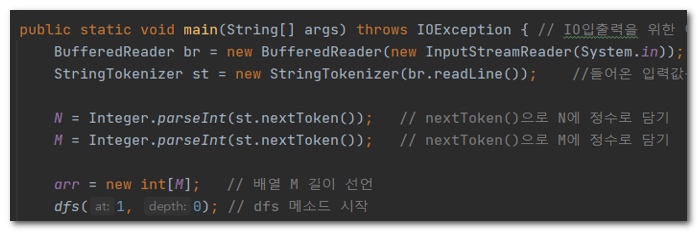 public static void main(String[] args) throws IOException { // IO입출력을 위한
BufferedReader br = new BufferedReader(new InputStreamReader(System.in));
StringTokenizer st = new StringTokenizer(br.readLine()); //들어온 입력값
N = Integer.parseInt(st.nextToken()); // nextToken()으로 N에 정수로 담기
M = Integer.parseInt(st.nextToken()); // nextToken()으로 M에 정수로 담기
arr = new int[M]; // 배열 M 길이 선언
dfs( at: 1, depth: 0); // dfs 메소드 시작